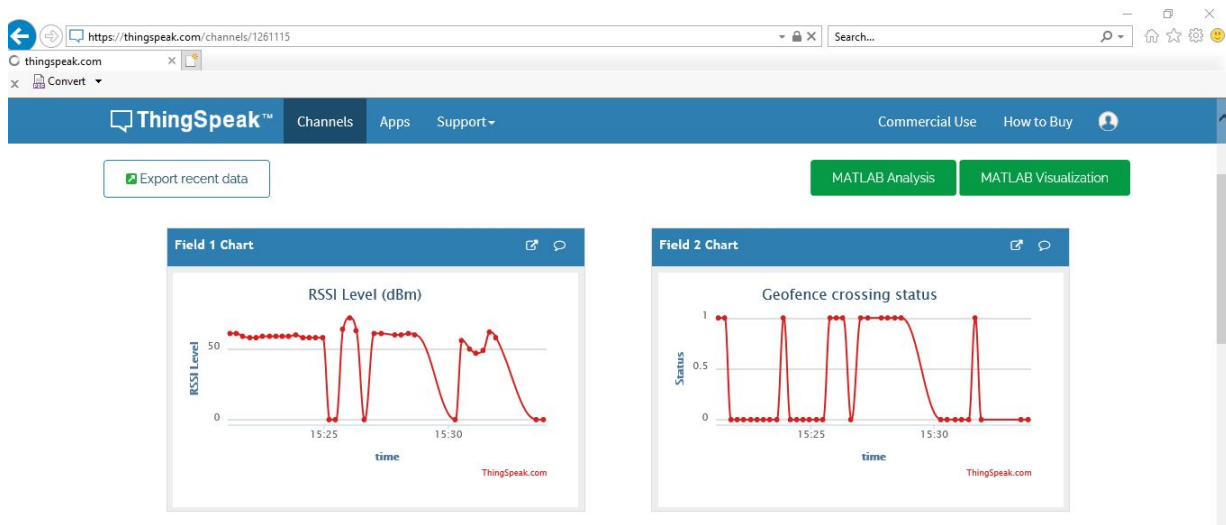 https://thingspeak.com/channels/1261115
Search...
thingspeak.com
x Convert
ThingSpeak™ Channels Apps Support Commercial Use How to Buy
Export recent data MATLAB Analysis MATLAB Visualization
Field 1 Chart
RSSI Level (dBm)
RSSI Level
50
0
15:25 15:30
time
ThingSpeak.com
Field 2 Chart
Geofence crossing status
Status
1
0.5
0
15:25 15:30
time
ThingSpeak.com